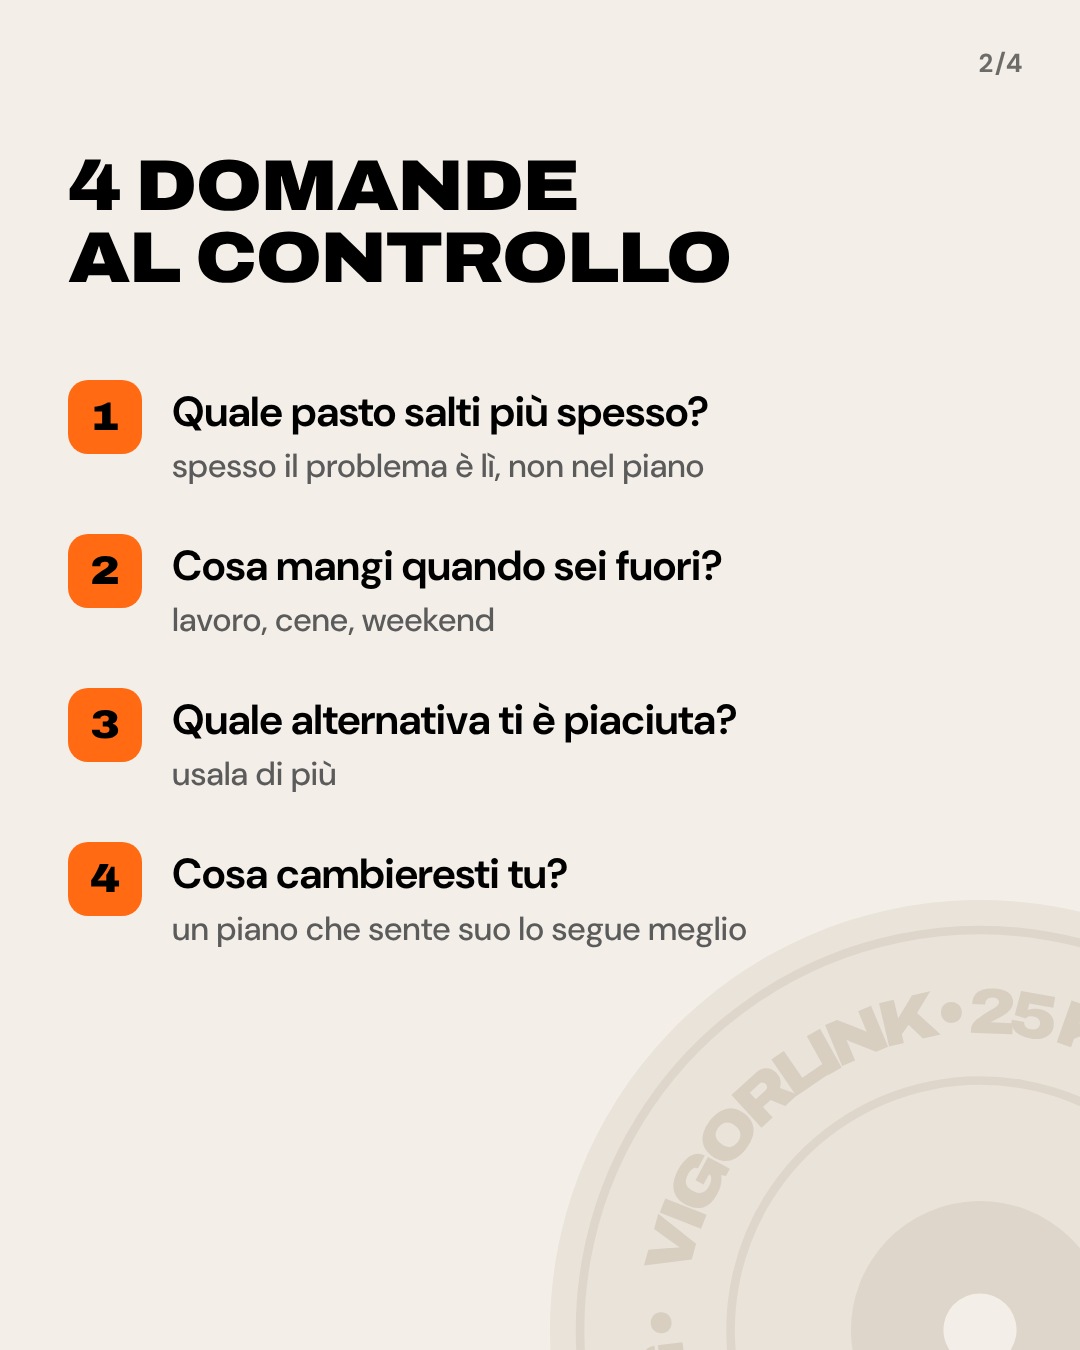 2/4
4 DOMANDE
AL CONTROLLO
1
Quale pasto salti più spesso?
spesso il problema è lì, non nel piano
2
Cosa mangi quando sei fuori?
lavoro, cene, weekend
3
Quale alternativa ti è piaciuta?
usala di più
4
Cosa cambieresti tu?
un piano che sente suo lo segue meglio
VIGORLINK • 25